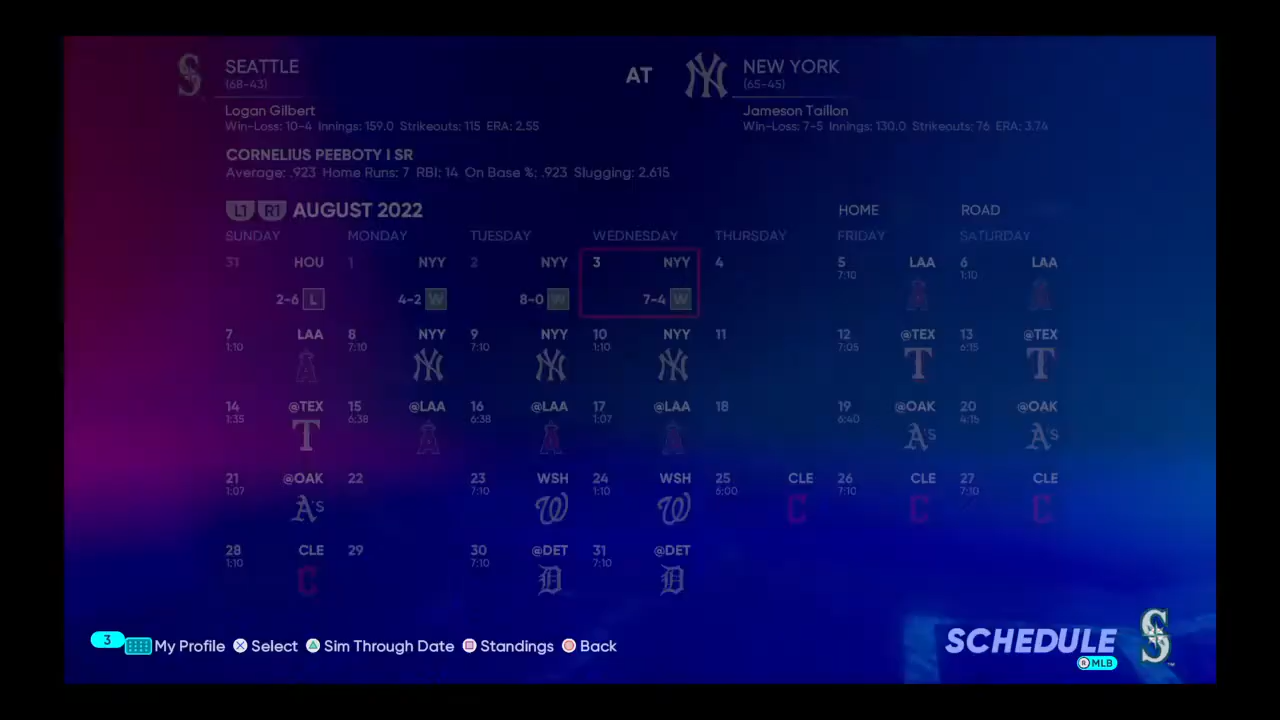 SEATTLE
(68-43)
AT
NEW YORK
(65-45)
Logan Gilbert
Win-Loss: 10-4 Innings: 159.0 Strikeouts: 115 ERA: 2.55
Jameson Taillon
Win-Loss: 7-5 Innings: 130.0 Strikeouts: 76 ERA: 3.74
CORNELIUS PEEBOTY I SR
Average: .923 Home Runs: 7 RBI: 14 On Base %: .923 Slugging: 2.615
L1 R1 AUGUST 2022 HOME ROAD
SUNDAY MONDAY TUESDAY WEDNESDAY THURSDAY FRIDAY SATURDAY
31 HOU 1 NYY 2 NYY 3 NYY 4 5 LAA 6 LAA
7:10 1:10
2-6 L 4-2 W 8-0 W 7-4 W A A
7 LAA 8 NYY 9 NYY 10 NYY 11 12 @TEX 13 @TEX
1:10 7:10 7:10 1:10 7:05 6:15
A NY NY NY T T
14 @TEX 15 @LAA 16 @LAA 17 @LAA 18 19 @OAK 20 @OAK
1:35 6:38 6:38 1:07 6:40 4:15
T A A A A'S A'S
21 @OAK 22 23 WSH 24 WSH 25 CLE 26 CLE 27 CLE
1:07 7:10 1:10 6:00 7:10 7:10
A'S W W C C C
28 CLE 29 30 @DET 31 @DET
1:10 7:10 7:10
C D D
3 My Profile Select Sim Through Date Standings Back
SCHEDULE S
R MLB